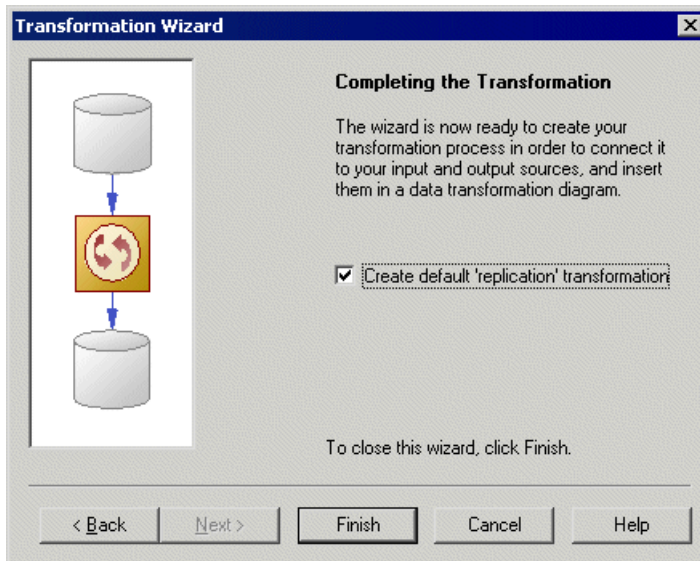 Transformation Wizard
Completing the Transformation
The wizard is now ready to create your
transformation process in order to connect it
to your input and output sources, and insert
them in a data transformation diagram.
Create default 'replication' transformation
To close this wizard, click Finish.
< Back
Next >
Finish
Cancel
Help